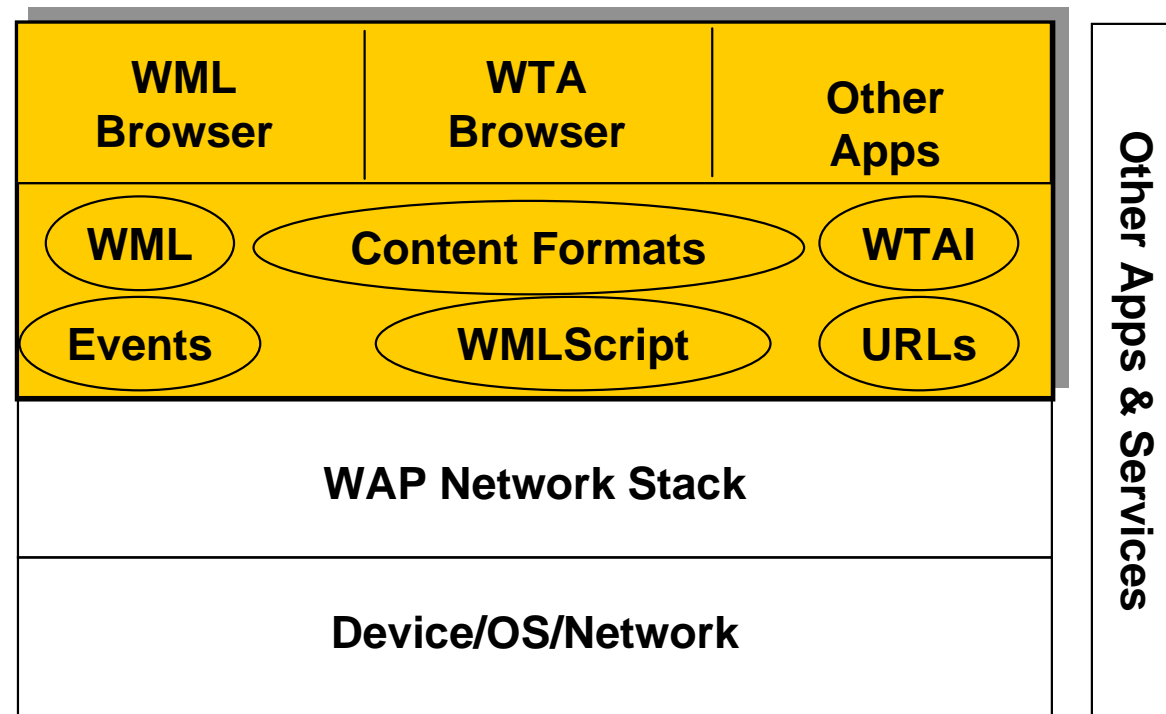 WML
Browser
WTA
Browser
Other
Apps
WML
Content Formats
WTAI
Events
WMLScript
URLs
WAP Network Stack
Device/OS/Network
Other Apps & Services